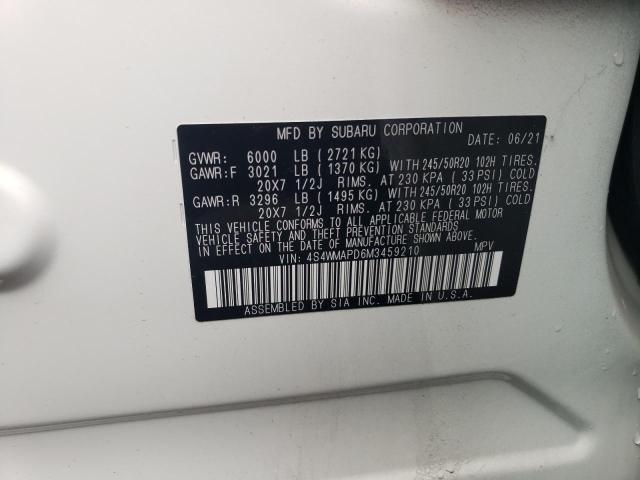 MFD BY SUBARU CORPORATION
DATE: 06/21
GVWR: 6000 LB ( 2721 KG)
GAWR:F 3021 LB ( 1370 KG) WITH 245/50R20 102H TIRES.
20X7 1/2J RIMS. AT 230 KPA ( 33 PSI) COLD
GAWR:R 3296 LB ( 1495 KG) WITH 245/50R20 102H TIRES.
20X7 1/2J RIMS. AT 230 KPA ( 33 PSI) COLD
THIS VEHICLE CONFORMS TO ALL APPLICABLE FEDERAL MOTOR
VEHICLE SAFETY AND THEFT PREVENTION STANDARDS
IN EFFECT ON THE DATE OF MANUFACTURE SHOWN ABOVE.
VIN: 4S4WMAPD6M3459210 MPV
ASSEMBLED BY SIA INC. MADE IN U.S.A.